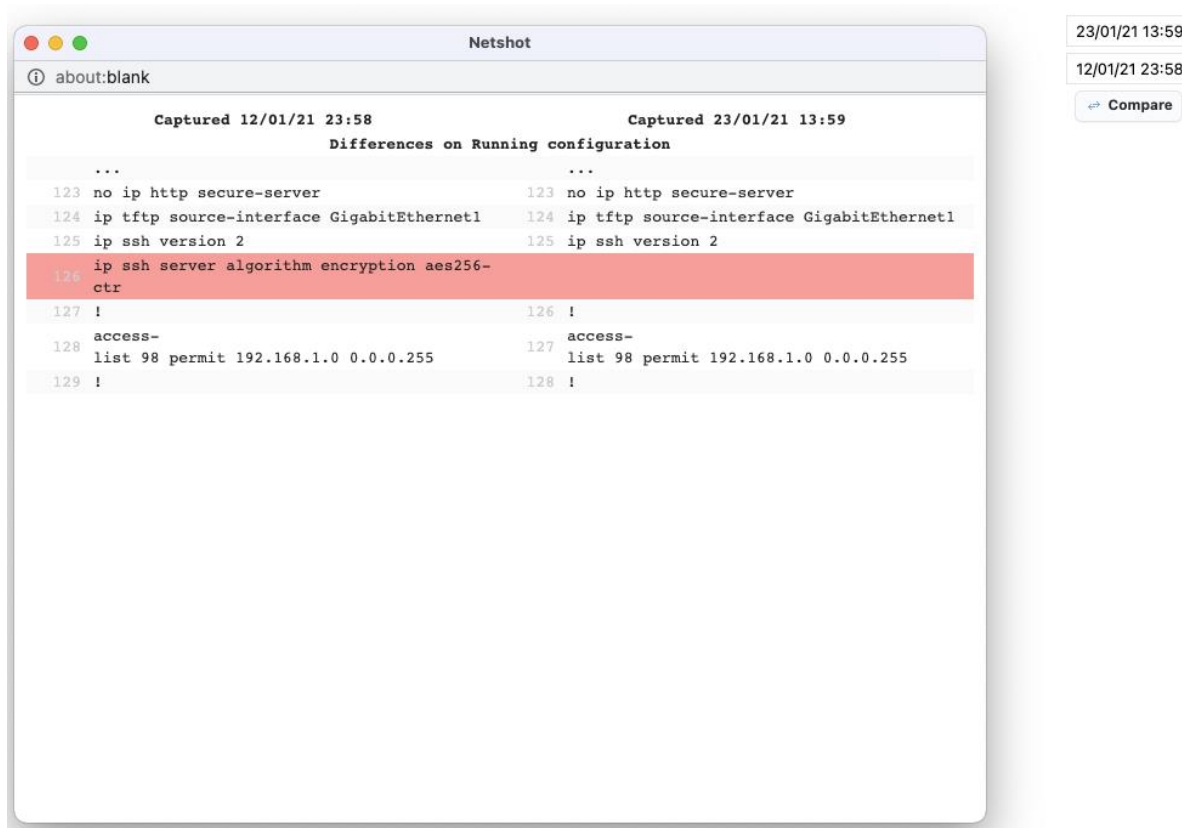 Netshot
about:blank
Captured 12/01/21 23:58 Captured 23/01/21 13:59
Differences on Running configuration
... ...
123 no ip http secure-server 123 no ip http secure-server
124 ip tftp source-interface GigabitEthernet1 124 ip tftp source-interface GigabitEthernet1
125 ip ssh version 2 125 ip ssh version 2
126 ip ssh server algorithm encryption aes256-
ctr
127 ! 126 !
128 access- 127 access-
list 98 permit 192.168.1.0 0.0.0.255 list 98 permit 192.168.1.0 0.0.0.255
129 ! 128 !
23/01/21 13:59
12/01/21 23:58
Compare